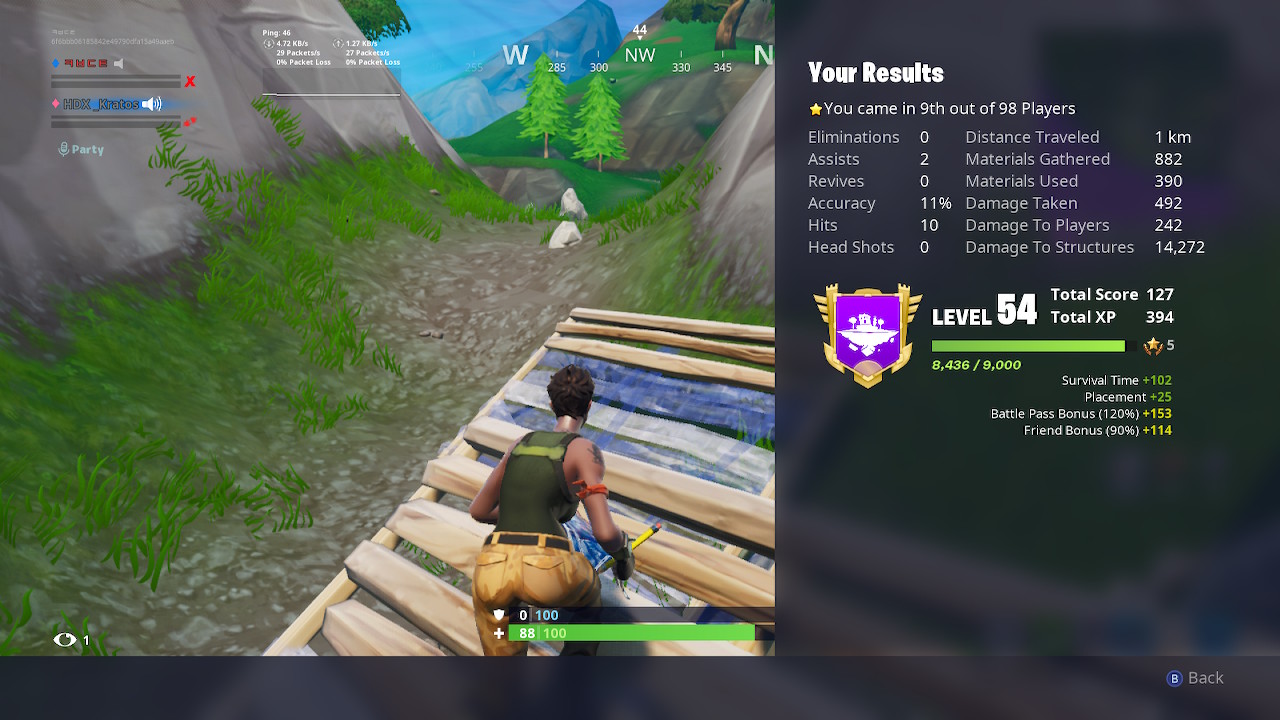 Ping: 46
4.72 KB/s 1.27 KB/s
29 Packets/s 27 Packets/s
0% Packet Loss 0% Packet Loss
44
255 W 285 300 NW 330 345 N
HDX_Kratos
Party
1
0 100
88 100
Your Results
You came in 9th out of 98 Players
Eliminations 0 Distance Traveled 1 km
Assists 2 Materials Gathered 882
Revives 0 Materials Used 390
Accuracy 11% Damage Taken 492
Hits 10 Damage To Players 242
Head Shots 0 Damage To Structures 14,272
LEVEL 54
Total Score 127
Total XP 394
5
8,436 / 9,000
Survival Time +102
Placement +25
Battle Pass Bonus (120%) +153
Friend Bonus (90%) +114
B Back